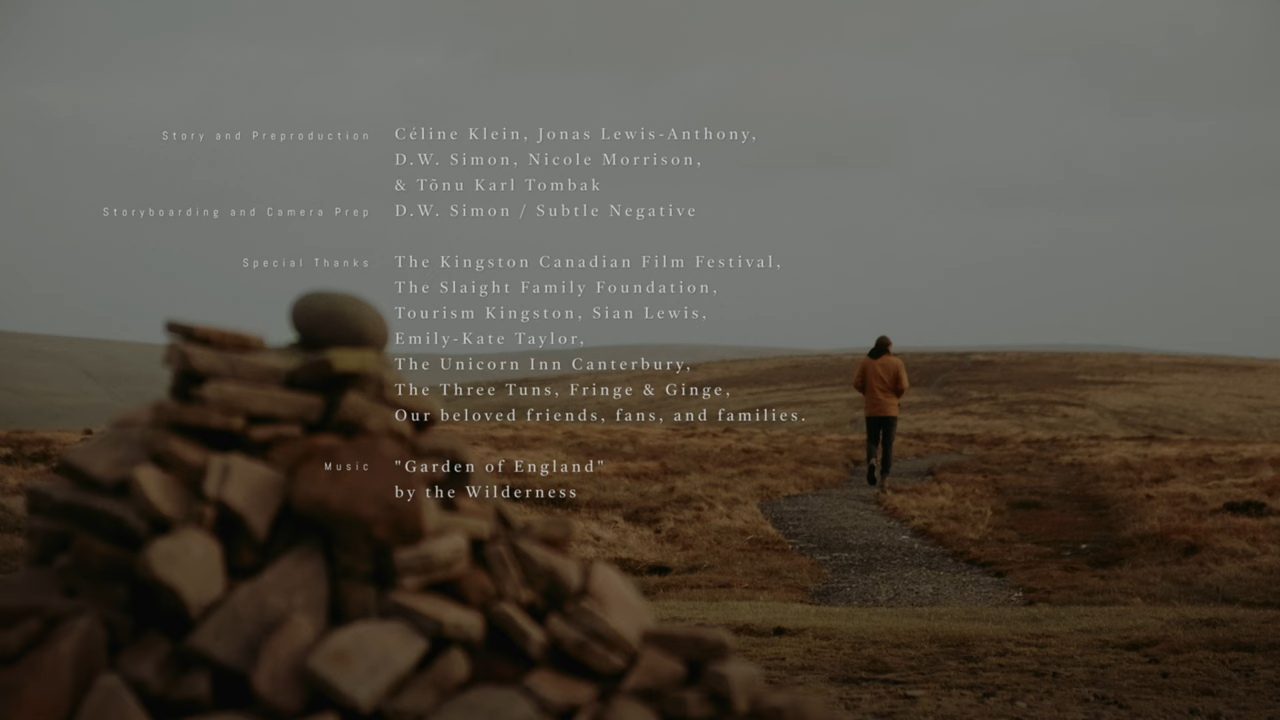 Story and Preproduction Céline Klein, Jonas Lewis-Anthony,
D.W. Simon, Nicole Morrison,
& Tõnu Karl Tombak
Storyboarding and Camera Prep D.W. Simon / Subtle Negative
Special Thanks The Kingston Canadian Film Festival,
The Slaight Family Foundation,
Tourism Kingston, Sian Lewis,
Emily-Kate Taylor,
The Unicorn Inn Canterbury,
The Three Tuns, Fringe & Ginge,
Our beloved friends, fans, and families.
Music "Garden of England"
by the Wilderness